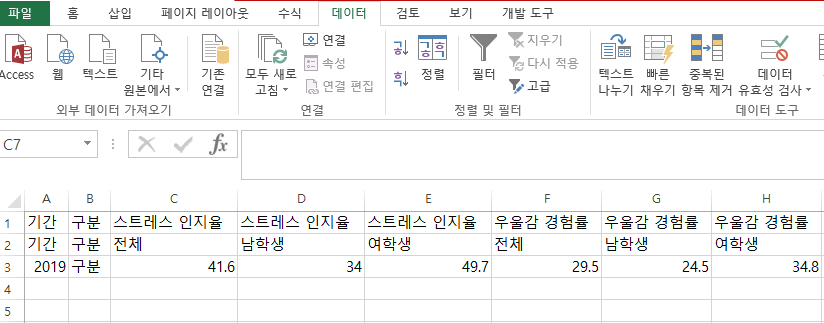 파일 홈 삽입 페이지 레이아웃 수식 데이터 검토 보기 개발 도구
Access 웹 텍스트 기타 원본에서 기존 연결
외부 데이터 가져오기
모두 새로 고침 연결 속성 연결 편집
연결
정렬 필터 지우기 다시 적용 고급
정렬 및 필터
텍스트 나누기 빠른 채우기 중복된 항목 제거 데이터 유효성 검사
데이터 도구
C7 fx
A B C D E F G H
1 기간 구분 스트레스 인지율 스트레스 인지율 스트레스 인지율 우울감 경험률 우울감 경험률 우울감 경험률
2 기간 구분 전체 남학생 여학생 전체 남학생 여학생
3 2019 구분 41.6 34 49.7 29.5 24.5 34.8
4
5